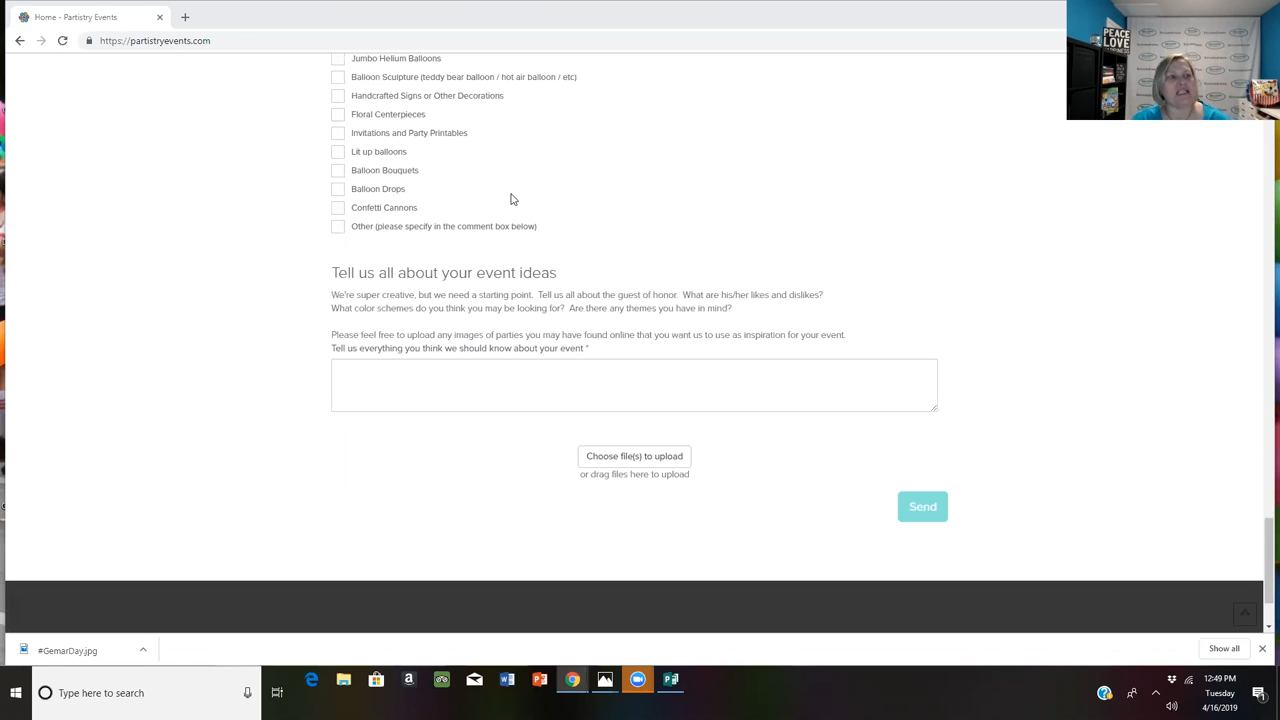 Home - Partistry Events
https://partistryevents.com
PEACE
LOVE
Jumbo Helium Balloons
Balloon Sculpture (teddy bear balloon / hot air balloon / etc)
Handcrafted Signs or Other Decorations
Floral Centerpieces
Invitations and Party Printables
Lit up balloons
Balloon Bouquets
Balloon Drops
Confetti Cannons
Other (please specify in the comment box below)
Tell us all about your event ideas
We're super creative, but we need a starting point. Tell us all about the guest of honor. What are his/her likes and dislikes?
What color schemes do you think you may be looking for? Are there any themes you have in mind?
Please feel free to upload any images of parties you may have found online that you want us to use as inspiration for your event.
Tell us everything you think we should know about your event *
Choose file(s) to upload
or drag files here to upload
Send
#GemarDay.jpg
Show all
Type here to search
12:49 PM
Tuesday
4/16/2019